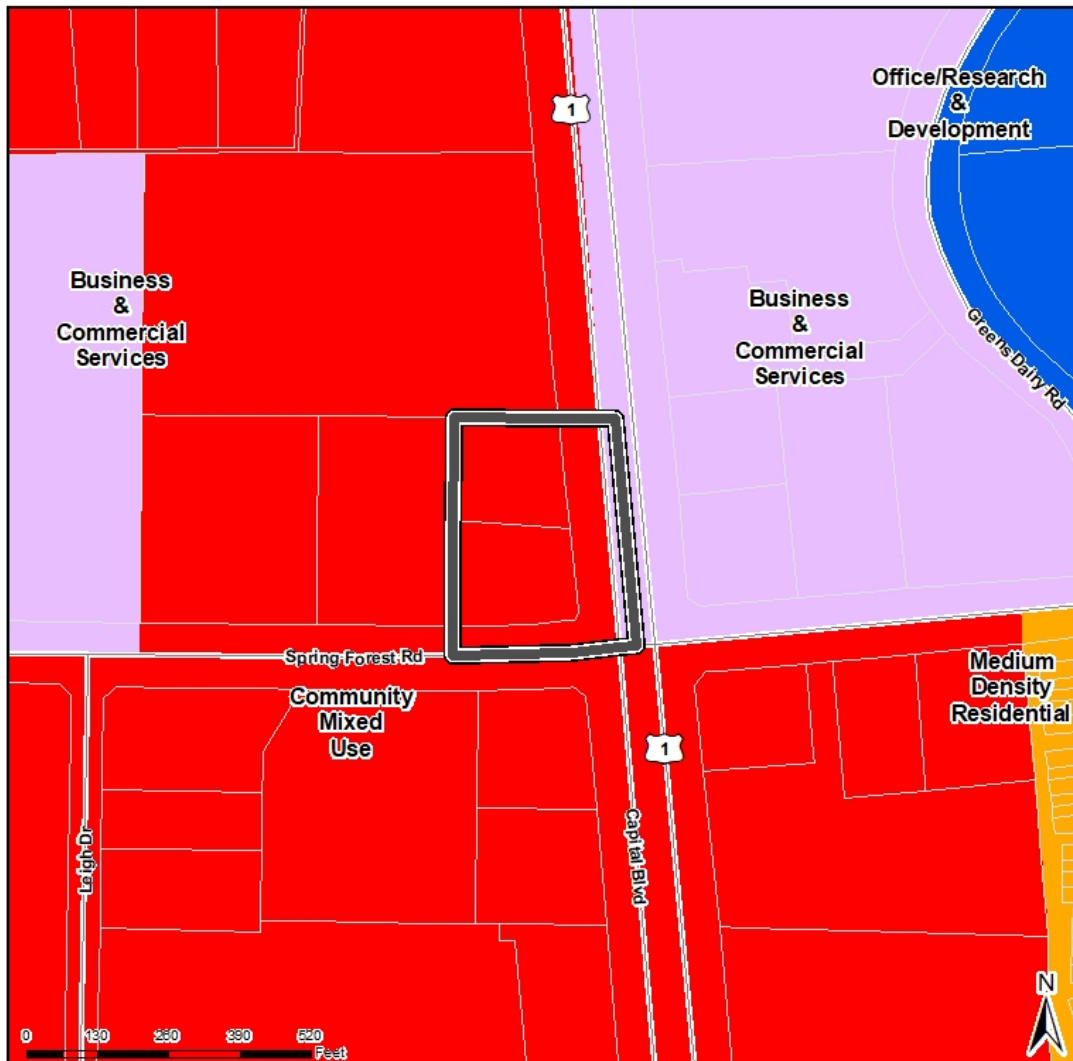 1
Office/Research
&
Development
Business
&
Commercial
Services
Business
&
Commercial
Services
Greens Dairy Rd
Spring Forest Rd
Community
Mixed
Use
Medium
Density
Residential
1
Leigh Dr
Capital Blvd
N
0 130 260 390 520
Feet